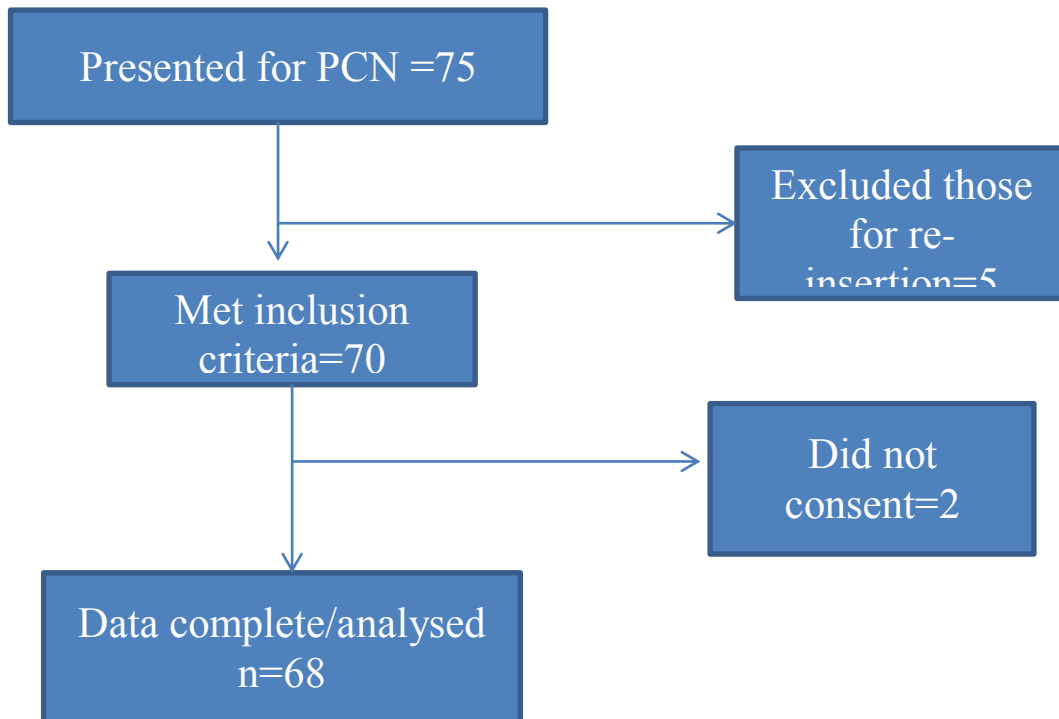 Presented for PCN =75
Excluded those
for re-
insertion=5
Met inclusion
criteria=70
Did not
consent=2
Data complete/analysed
n=68